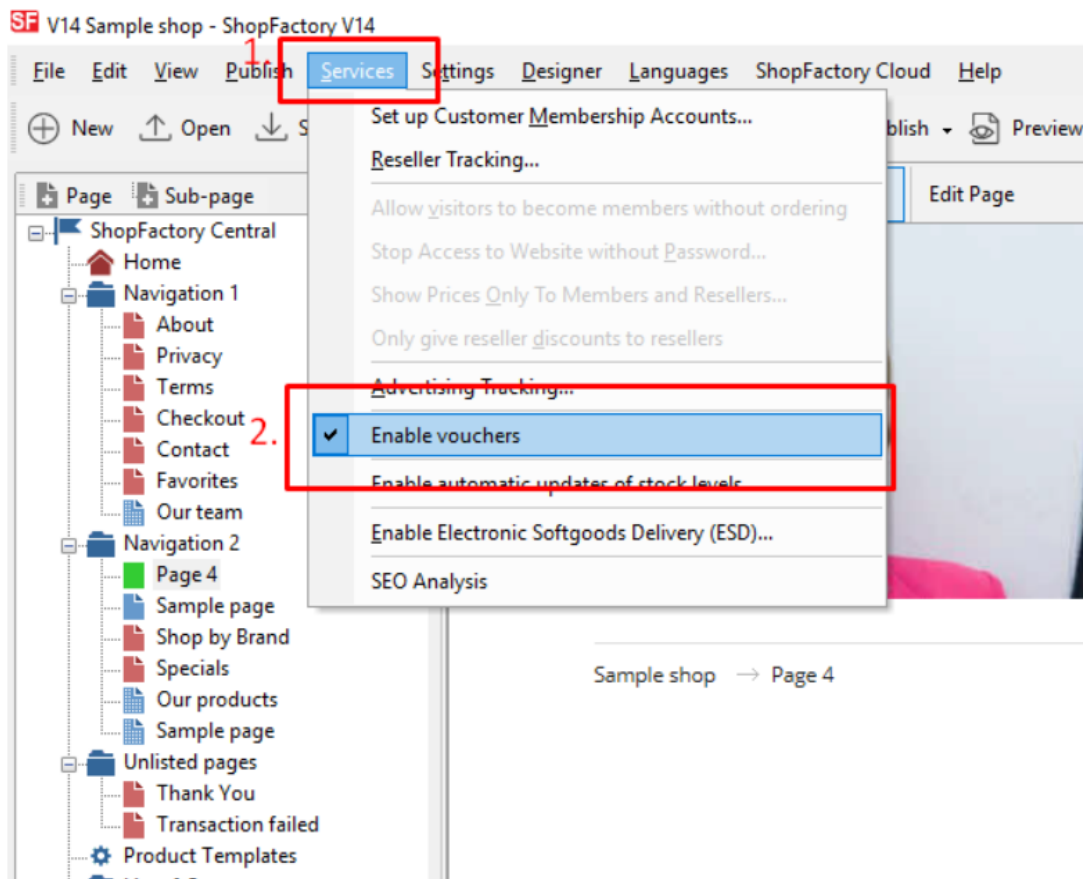 SF V14 Sample shop - ShopFactory V14
1.
File Edit View Publish Services Settings Designer Languages ShopFactory Cloud Help
New Open S blish Preview
Set up Customer Membership Accounts...
Reseller Tracking...
Allow visitors to become members without ordering
Stop Access to Website without Password...
Show Prices Only To Members and Resellers...
Only give reseller discounts to resellers
Advertising Tracking...
2.
Enable vouchers
Enable automatic updates of stock levels
Enable Electronic Softgoods Delivery (ESD)...
SEO Analysis
Page Sub-page
Edit Page
ShopFactory Central
Home
Navigation 1
About
Privacy
Terms
Checkout
Contact
Favorites
Our team
Navigation 2
Page 4
Sample page
Shop by Brand
Specials
Our products
Sample page
Unlisted pages
Thank You
Transaction failed
Product Templates
Sample shop → Page 4